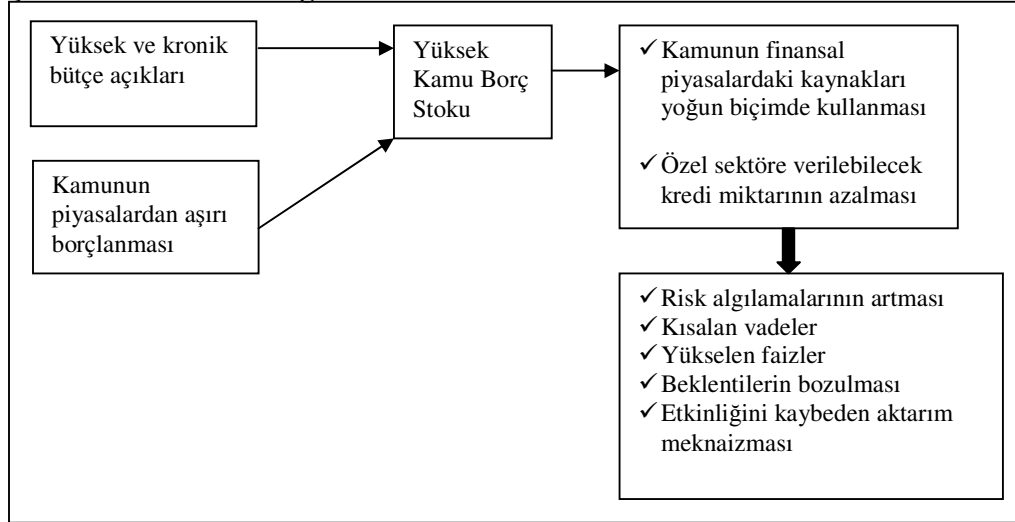 Yüksek ve kronik
bütçe açıkları
Kamunun
piyasalardan aşırı
borçlanması
Yüksek
Kamu Borç
Stoku
✓ Kamunun finansal
piyasalardaki kaynakları
yoğun biçimde kullanması
✓ Özel sektöre verilebilecek
kredi miktarının azalması
✓ Risk algılamalarının artması
✓ Kısalan vadeler
✓ Yükselen faizler
✓ Beklentilerin bozulması
✓ Etkinliğini kaybeden aktarım
meknaizması